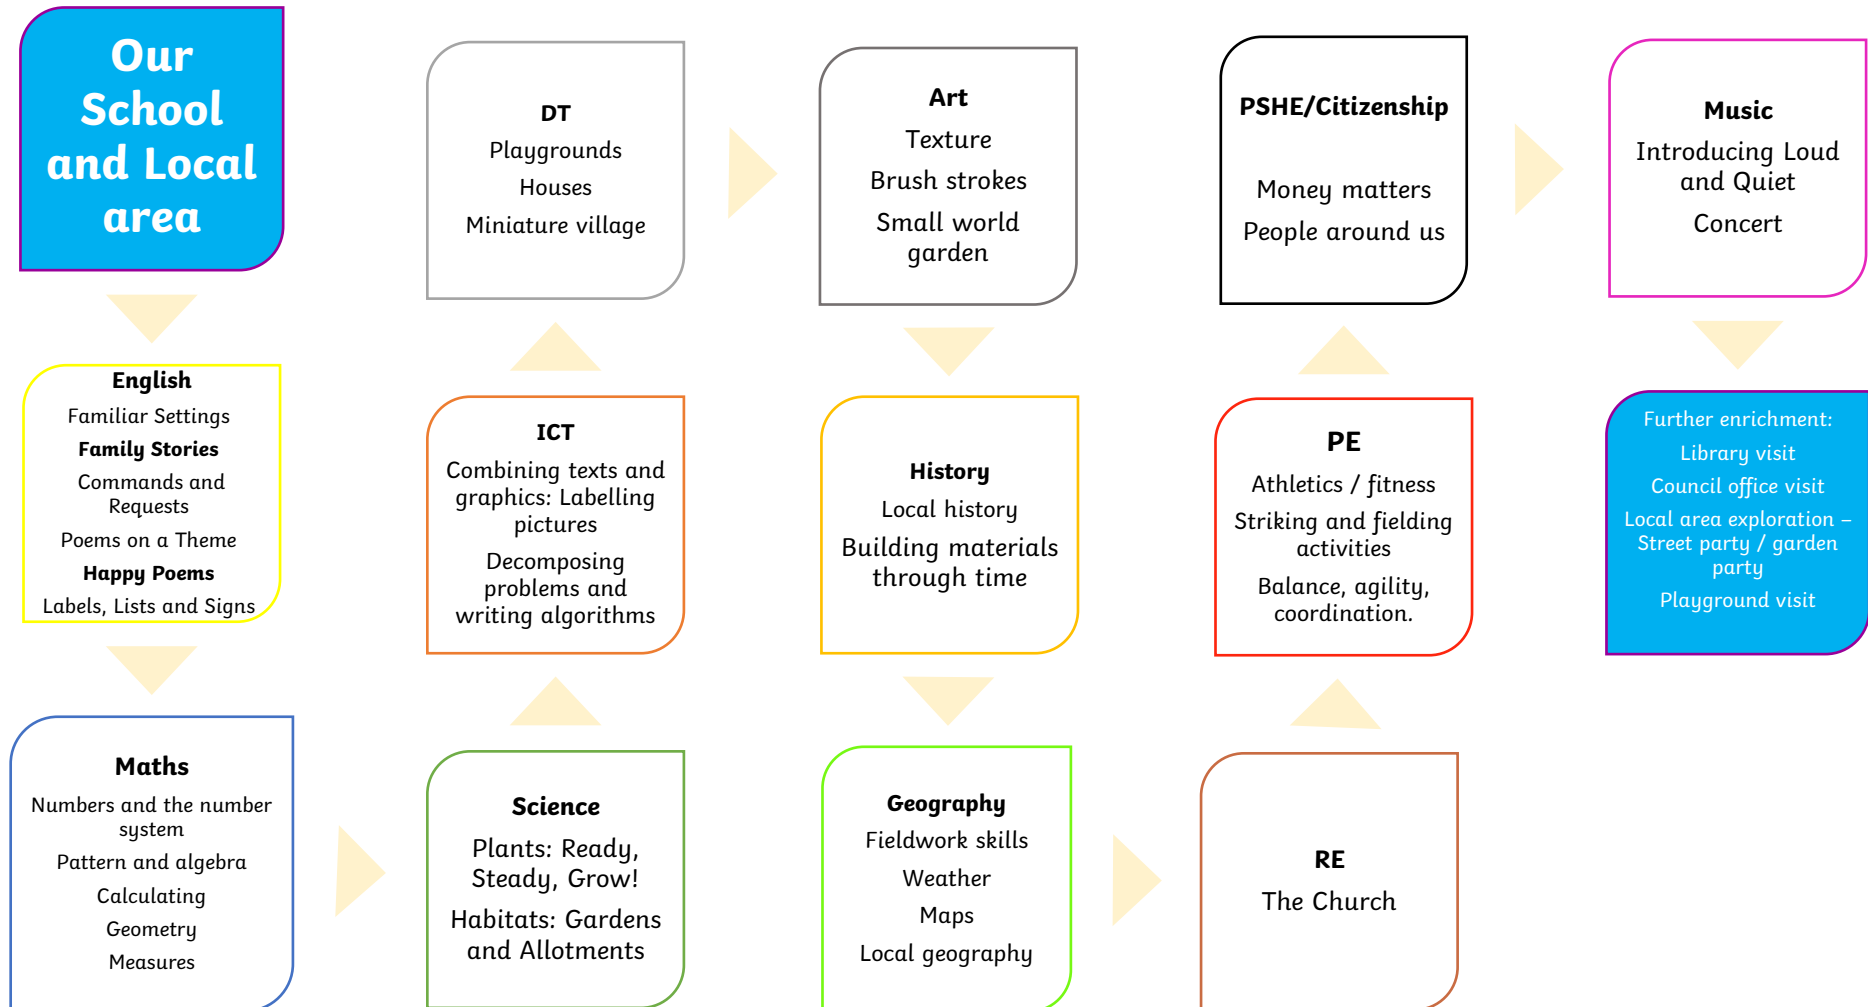 Our
School
and Local
area
English
Familiar Settings
Family Stories
Commands and
Requests
Poems on a Theme
Happy Poems
Labels, Lists and Signs
Maths
Numbers and the number
system
Pattern and algebra
Calculating
Geometry
Measures
Science
Plants: Ready,
Steady, Grow!
Habitats: Gardens
and Allotments
ICT
Combining texts and
graphics: Labelling
pictures
Decomposing
problems and
writing algorithms
DT
Playgrounds
Houses
Miniature village
Art
Texture
Brush strokes
Small world
garden
History
Local history
Building materials
through time
Geography
Fieldwork skills
Weather
Maps
Local geography
RE
The Church
PE
Athletics / fitness
Striking and fielding
activities
Balance, agility,
coordination.
PSHE/Citizenship
Money matters
People around us
Music
Introducing Loud
and Quiet
Concert
Further enrichment:
Library visit
Council office visit
Local area exploration –
Street party / garden
party
Playground visit